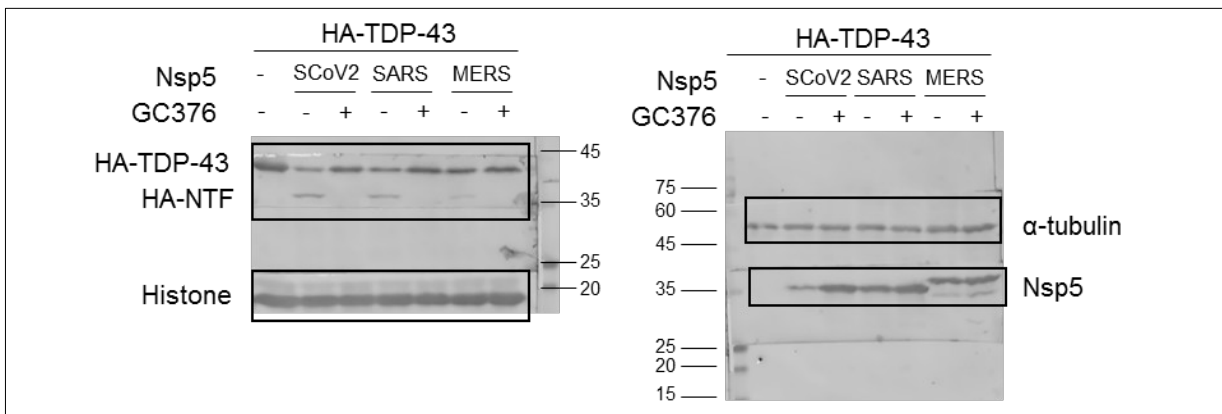 HA-TDP-43
Nsp5 - SCoV2 SARS MERS
GC376 - - + - + - +
HA-TDP-43
HA-NTF
Histone
45
35
25
20
HA-TDP-43
Nsp5 - SCoV2 SARS MERS
GC376 - - + - + - +
75
60
45
35
25
20
15
α-tubulin
Nsp5